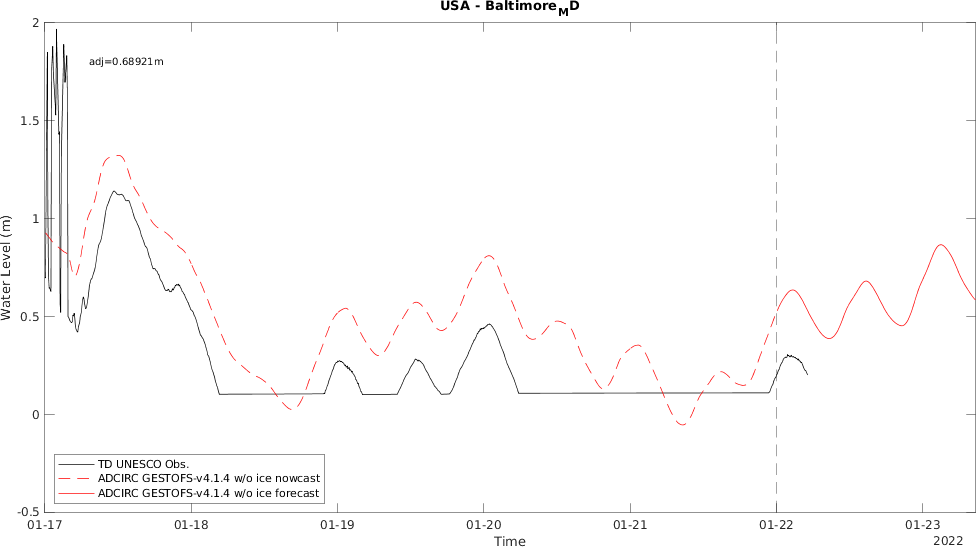 USA - Baltimore_MD
adj=0.68921m
2
1.5
1
0.5
0
-0.5
Water Level (m)
TD UNESCO Obs.
ADCIRC GESTOFS-v4.1.4 w/o ice nowcast
ADCIRC GESTOFS-v4.1.4 w/o ice forecast
01-17 01-18 01-19 01-20 01-21 01-22 01-23
Time
2022